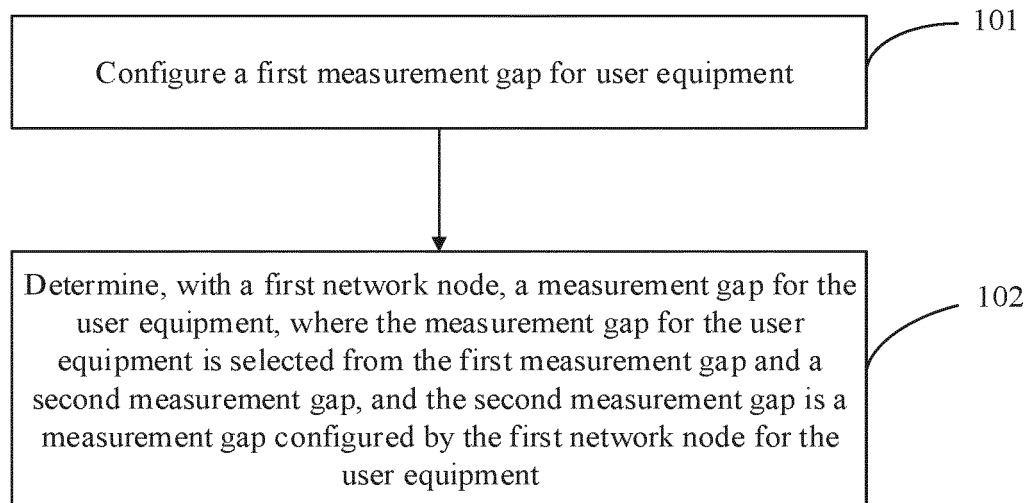 101
Configure a first measurement gap for user equipment
Determine, with a first network node, a measurement gap for the
user equipment, where the measurement gap for the user
equipment is selected from the first measurement gap and a
second measurement gap, and the second measurement gap is a
measurement gap configured by the first network node for the
user equipment
102